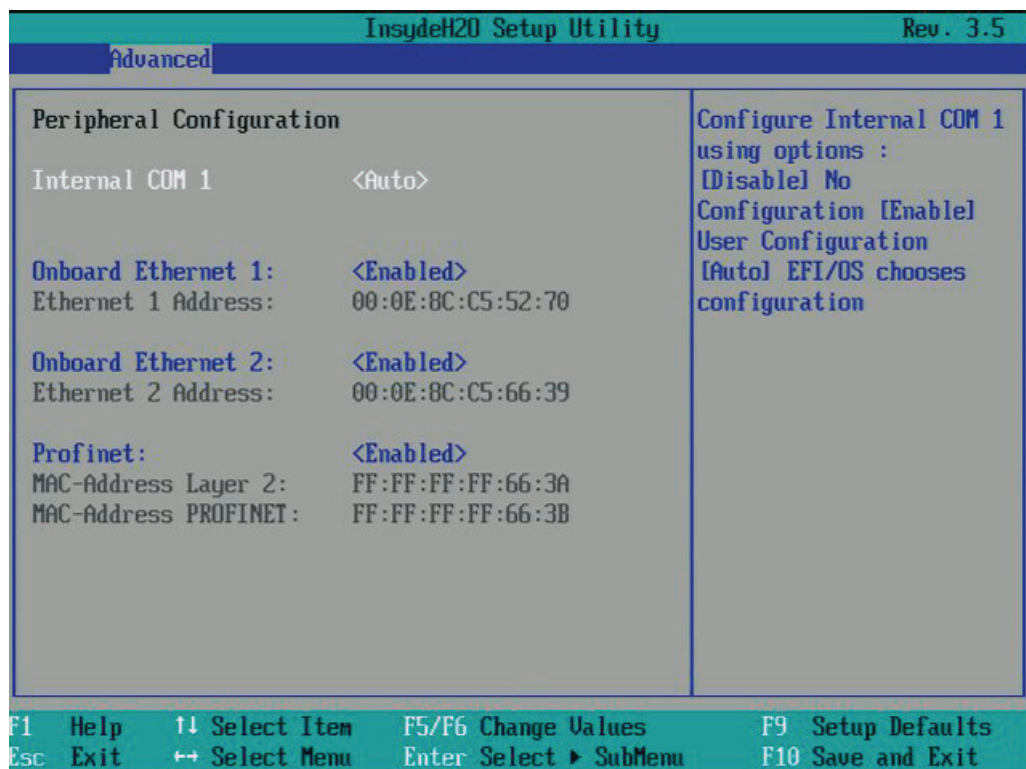 InsydeH2O Setup Utility Rev. 3.5
Advanced
Peripheral Configuration
Internal COM 1 <Auto>
Onboard Ethernet 1: <Enabled>
Ethernet 1 Address: 00:0E:8C:C5:52:70
Onboard Ethernet 2: <Enabled>
Ethernet 2 Address: 00:0E:8C:C5:66:39
Profinet: <Enabled>
MAC-Address Layer 2: FF:FF:FF:FF:66:3A
MAC-Address PROFINET: FF:FF:FF:FF:66:3B
Configure Internal COM 1
using options :
[Disable] No
Configuration [Enable]
User Configuration
[Auto] EFI/OS chooses
configuration
F1 Help ↑↓ Select Item F5/F6 Change Values F9 Setup Defaults
Esc Exit ↔ Select Menu Enter Select ▶ SubMenu F10 Save and Exit